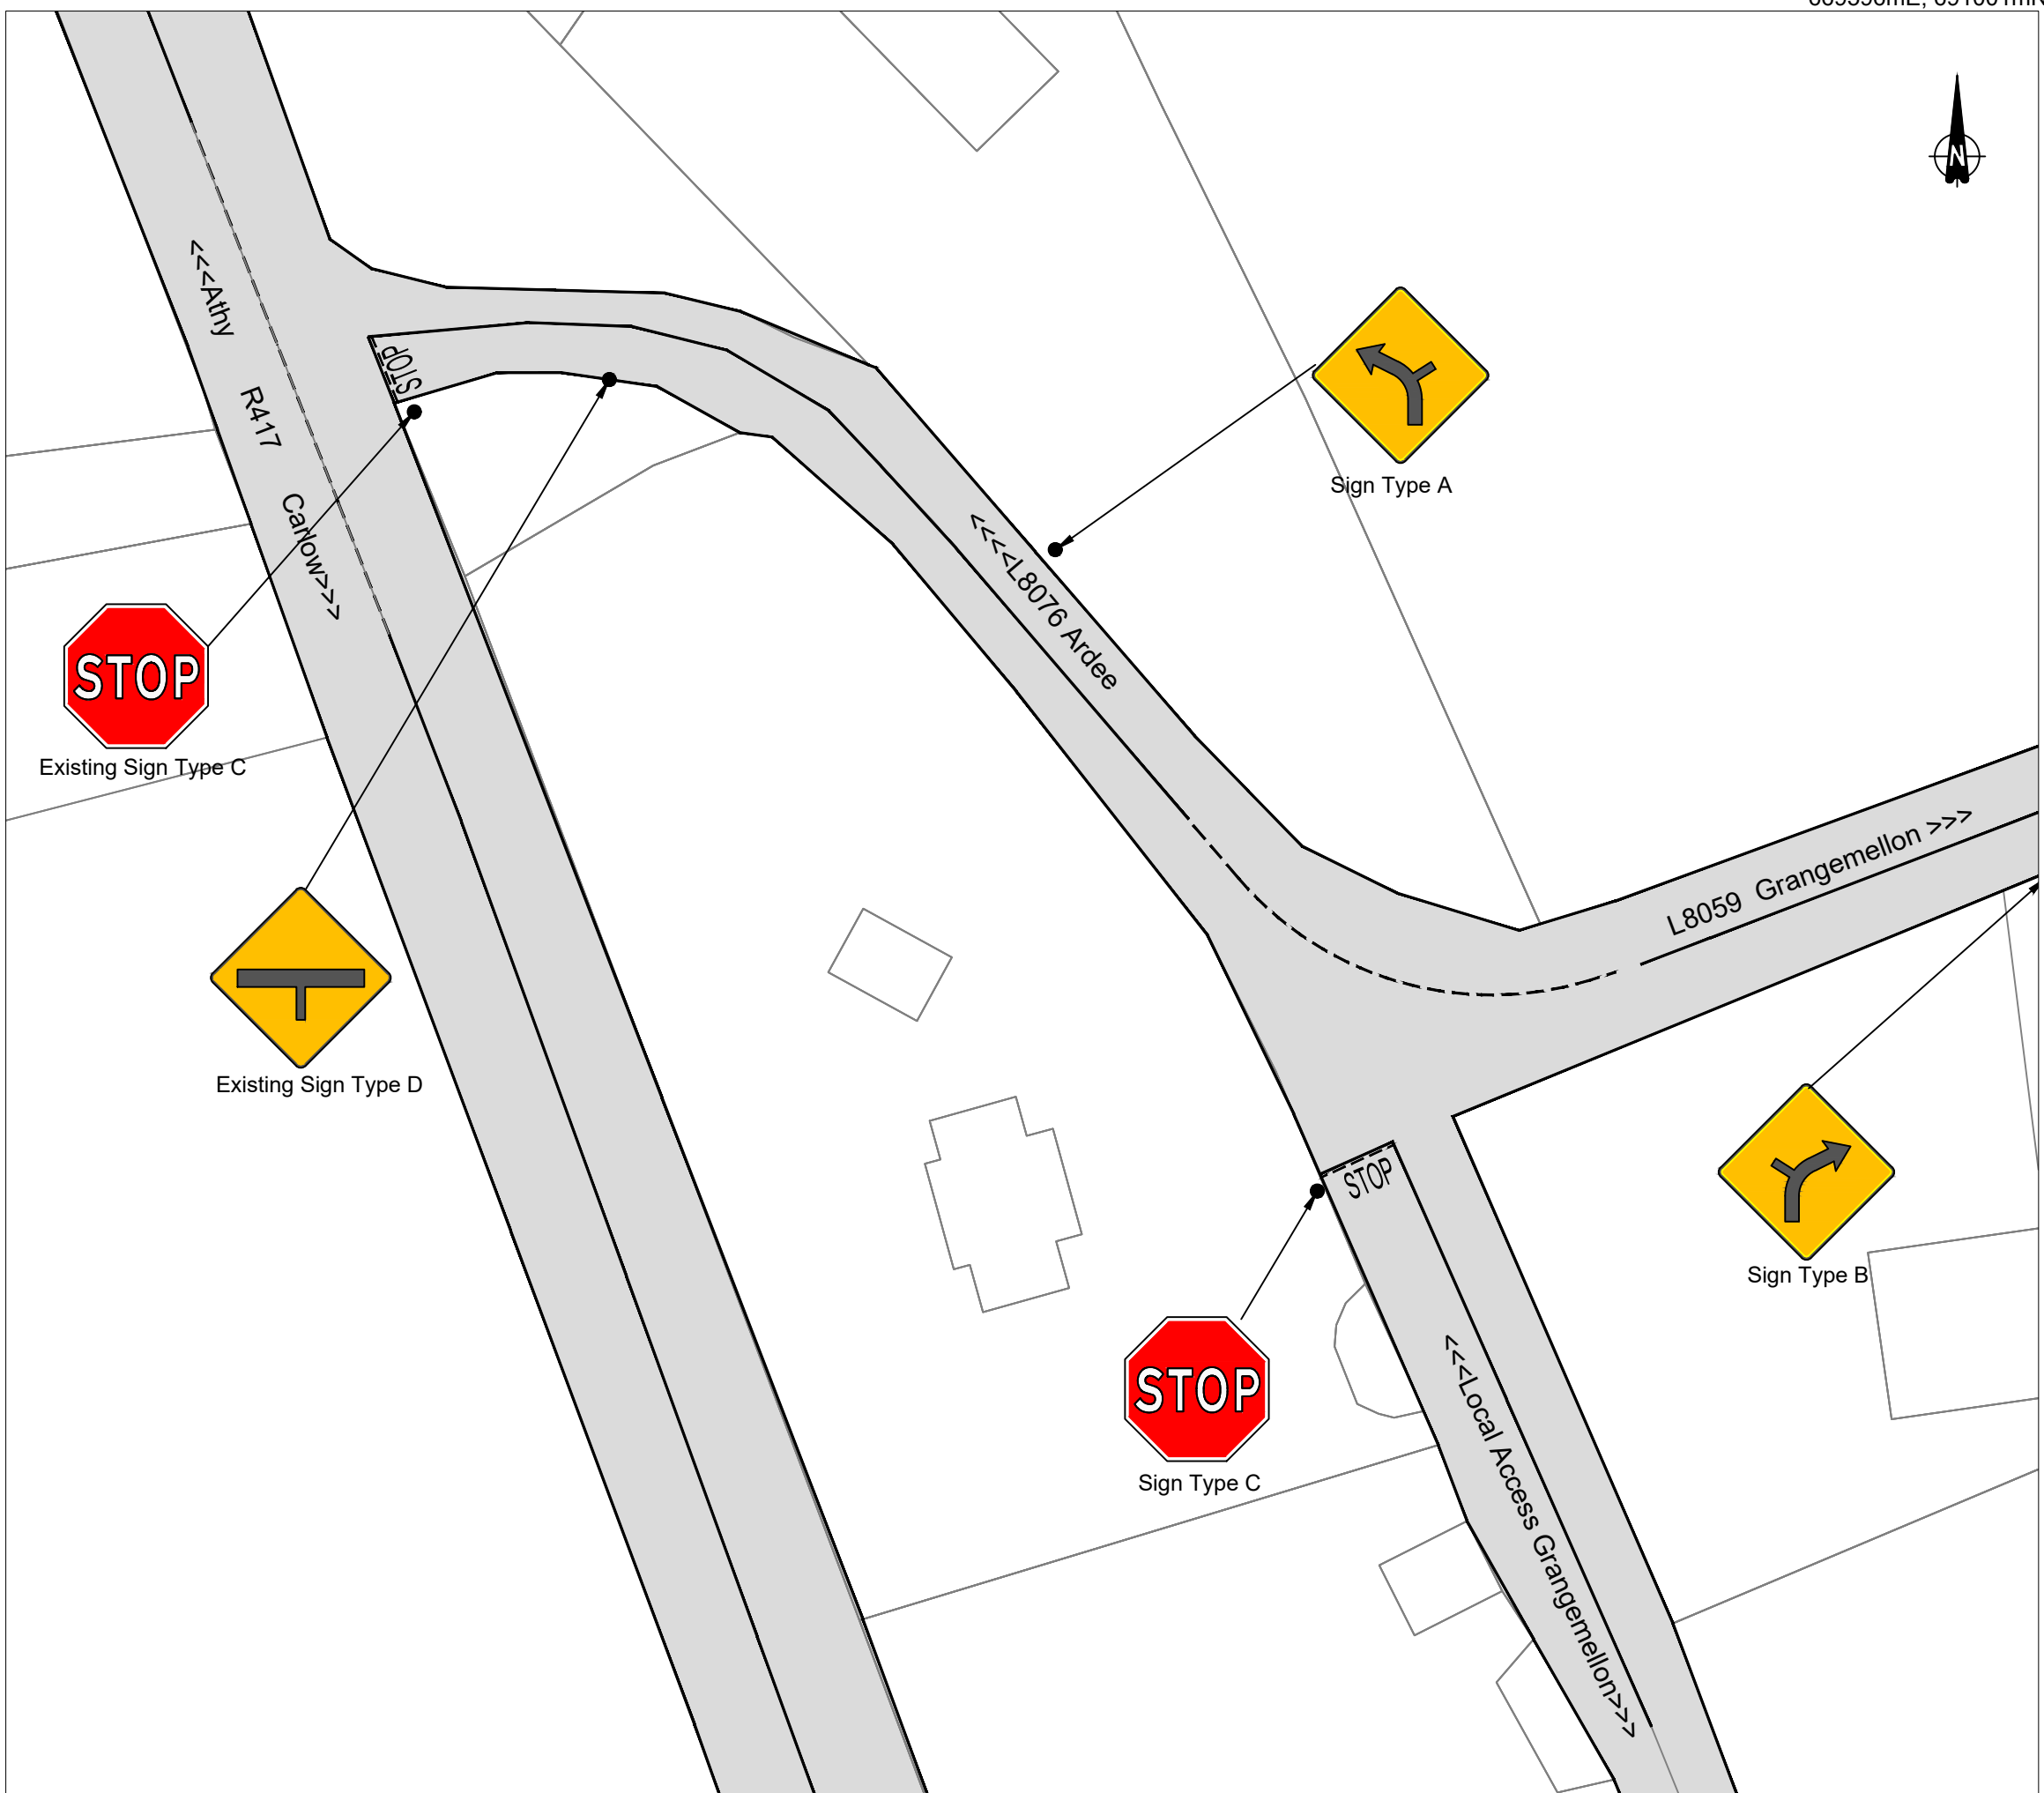 N
<<<Athy
R417
Carlow>>>
STOP
Sign Type A
<<<<L8076 Ardee
STOP
Existing Sign Type C
L8059 Grangemellon >>>
Existing Sign Type D
STOP
Sign Type B
STOP
Sign Type C
<<<Local Access Grangemellon>>>